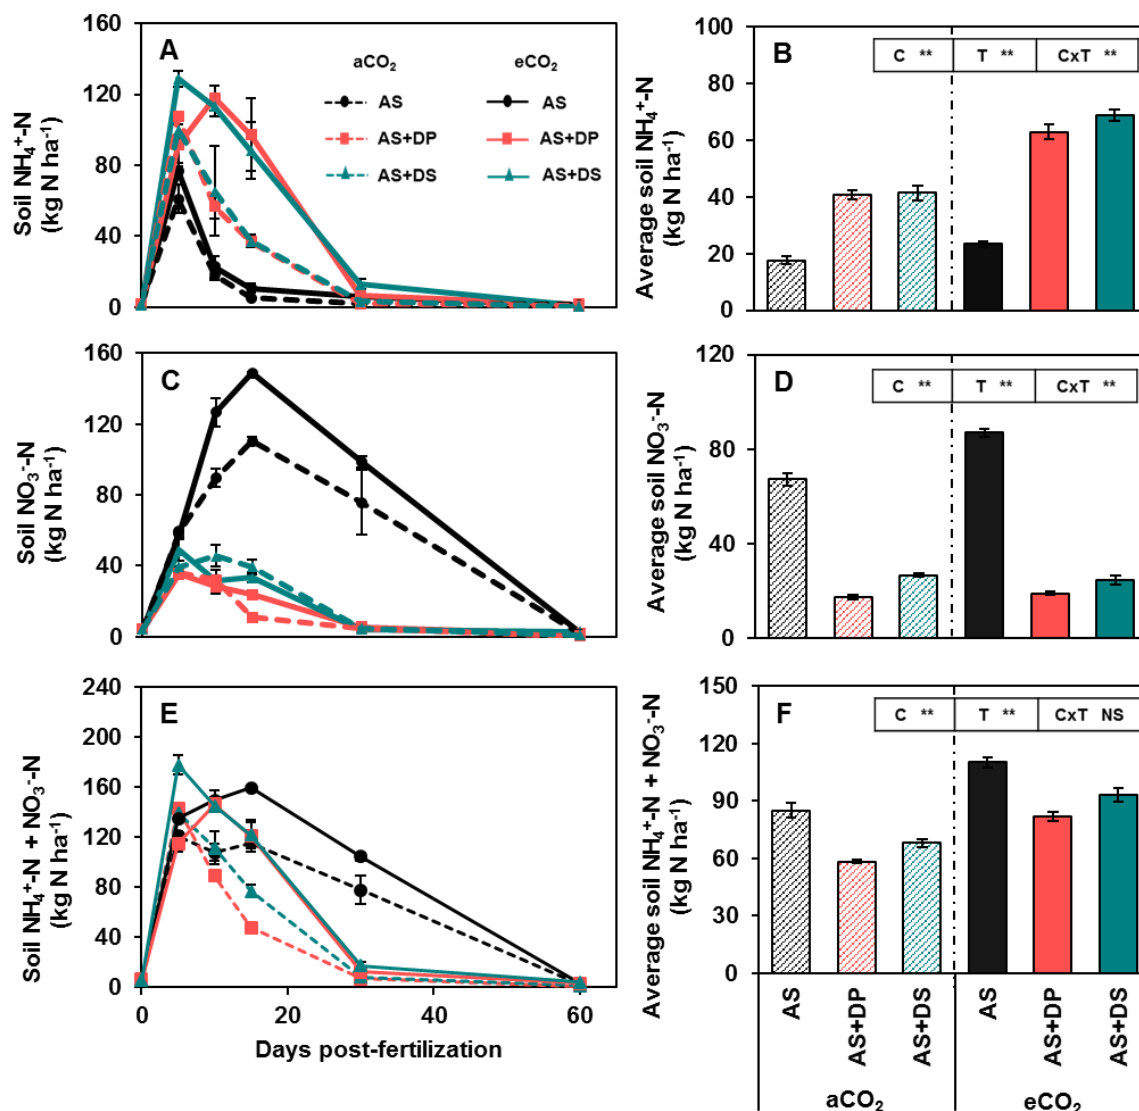 A
aCO₂ eCO₂
AS AS
AS+DP AS+DP
AS+DS AS+DS
160
120
80
40
0
Soil NH₄⁺-N
(kg N ha⁻¹)
B
C ** T ** CxT **
100
80
60
40
20
0
Average soil NH₄⁺-N
(kg N ha⁻¹)
C
160
120
80
40
0
Soil NO₃⁻-N
(kg N ha⁻¹)
D
C ** T ** CxT **
120
80
40
0
Average soil NO₃⁻-N
(kg N ha⁻¹)
E
240
200
160
120
80
40
0
Soil NH₄⁺-N + NO₃⁻-N
(kg N ha⁻¹)
0 20 40 60
Days post-fertilization
F
C ** T ** CxT NS
150
120
90
60
30
0
Average soil NH₄⁺-N + NO₃⁻-N
(kg N ha⁻¹)
AS AS+DP AS+DS AS AS+DP AS+DS
aCO₂ eCO₂